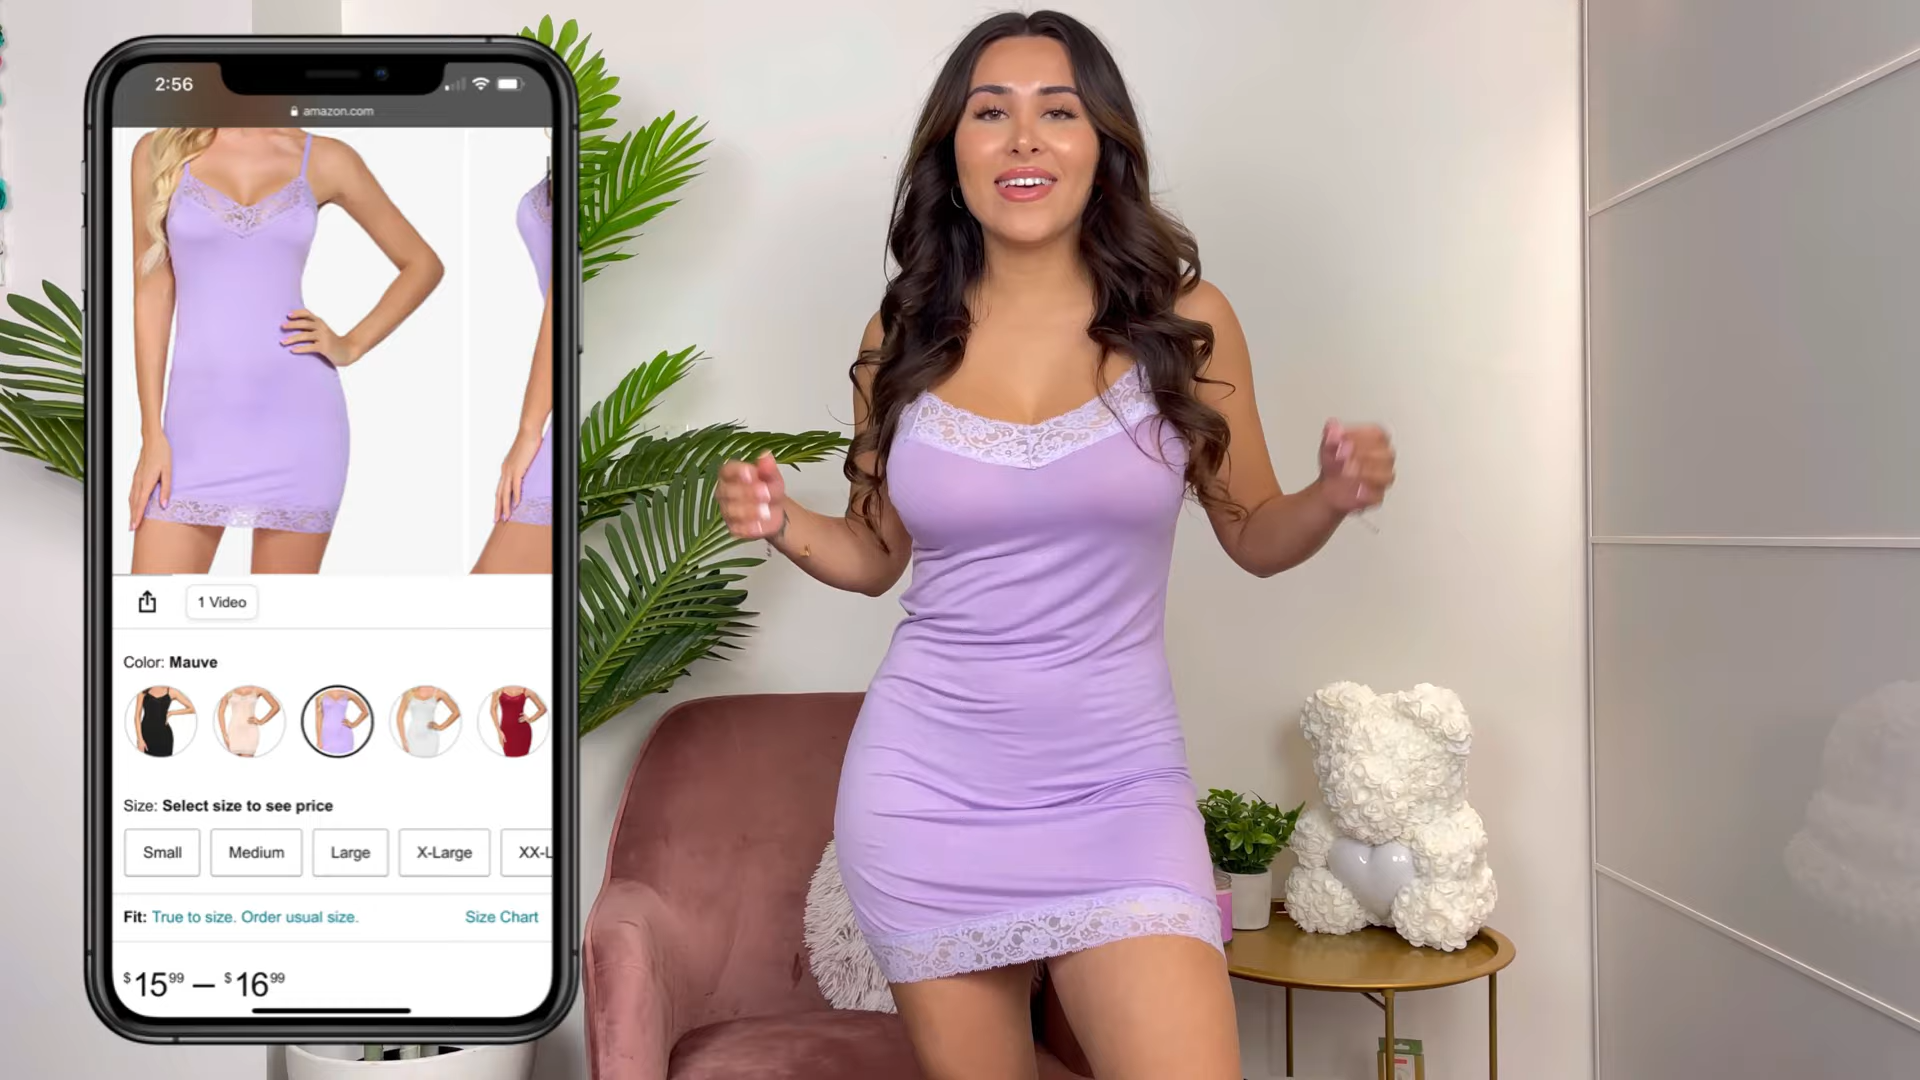 2:56
amazon.com
1 Video
Color: Mauve
Size: Select size to see price
Small Medium Large X-Large XX-L
Fit: True to size. Order usual size. Size Chart
$15.99 — $16.99